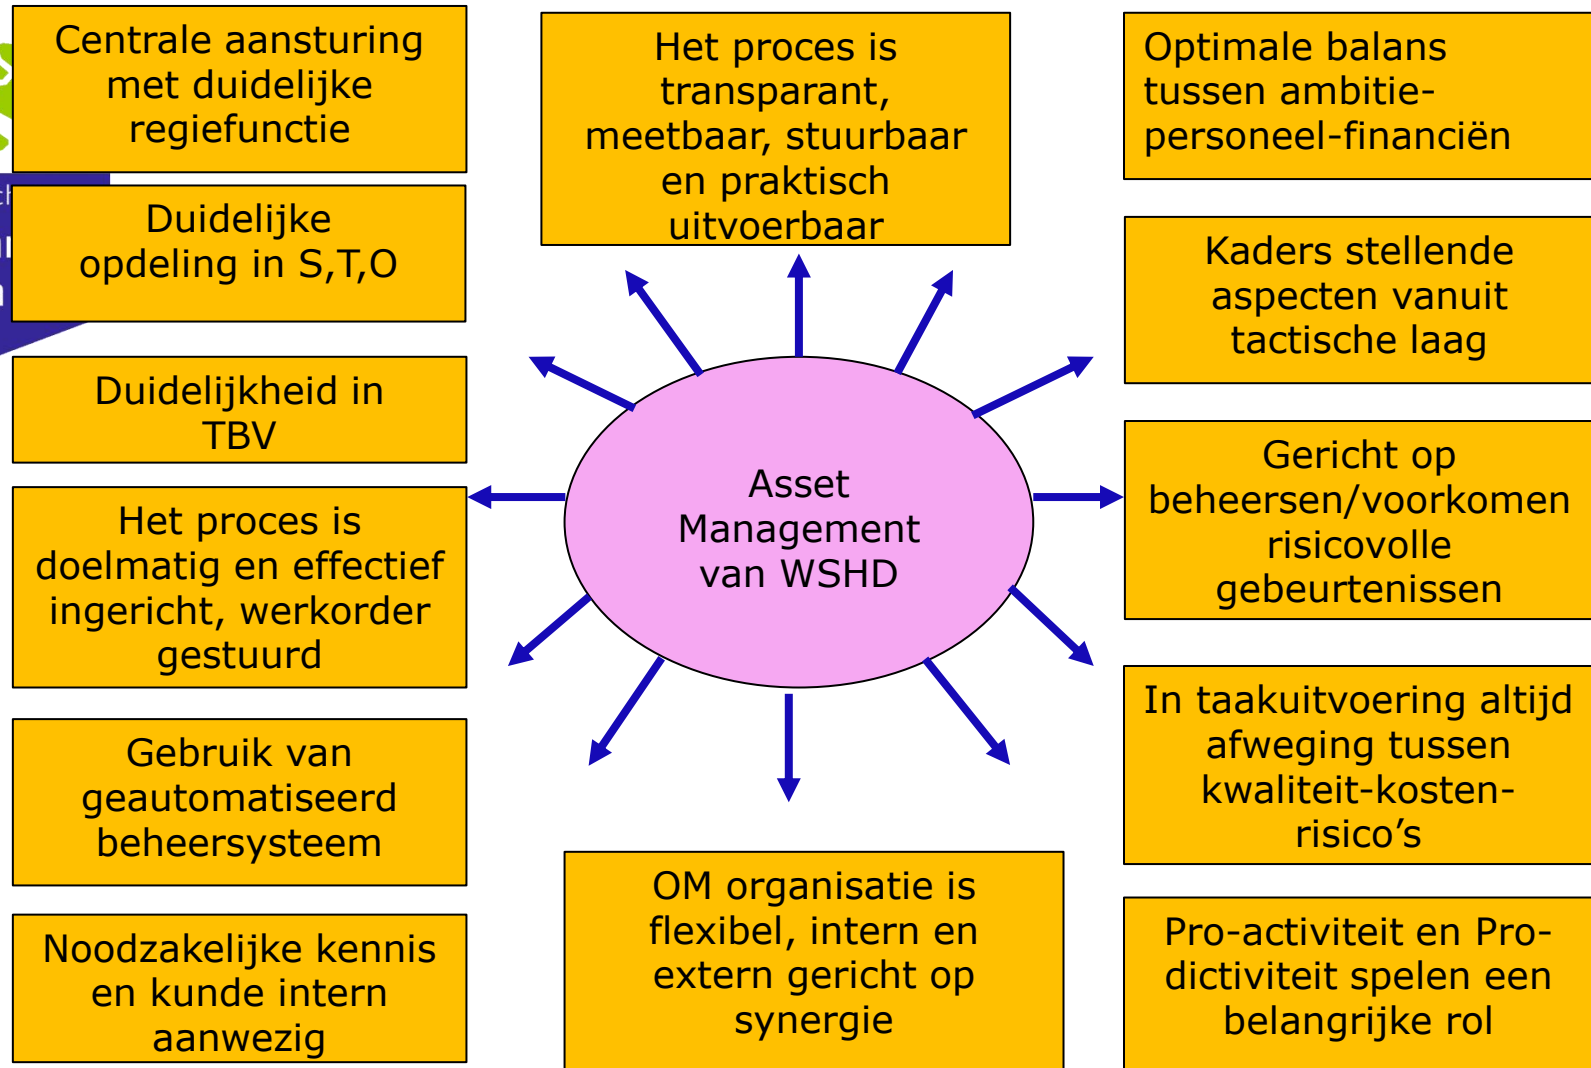 Centrale aansturing
met duidelijke
regiefunctie
Duidelijke
opdeling in S,T,O
Duidelijkheid in
TBV
Het proces is
doelmatig en effectief
ingericht, werkorder
gestuurd
Gebruik van
geautomatiseerd
beheersysteem
Noodzakelijke kennis
en kunde intern
aanwezig
Het proces is
transparant,
meetbaar, stuurbaar
en praktisch
uitvoerbaar
Asset
Management
van WSHD
OM organisatie is
flexibel, intern en
extern gericht op
synergie
Optimale balans
tussen ambitie-
personeel-financiën
Kaders stellende
aspecten vanuit
tactische laag
Gericht op
beheersen/voorkomen
risicovolle
gebeurtenissen
In taakuitvoering altijd
afweging tussen
kwaliteit-kosten-
risico’s
Pro-activiteit en Pro-
dictiviteit spelen een
belangrijke rol